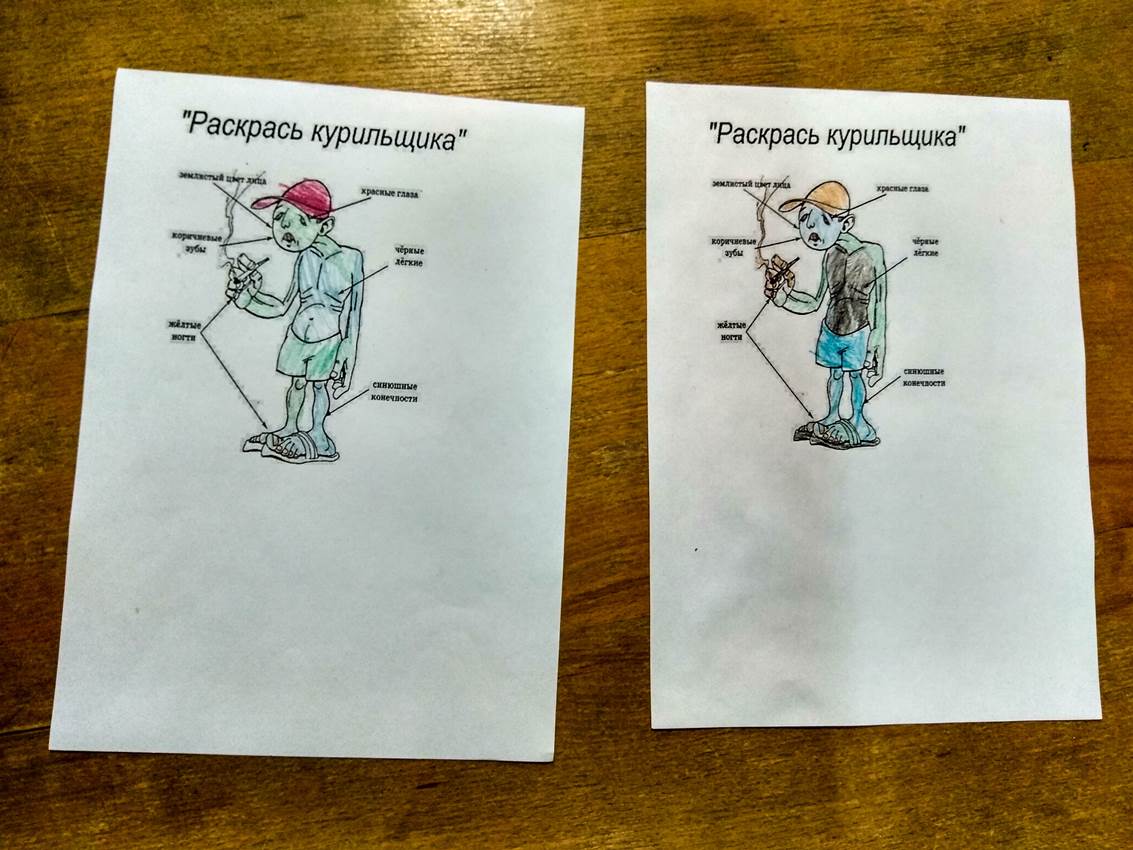 "Раскрась курильщика"
землистый цвет лица
красные глаза
коричневые
зубы
чёрные
лёгкие
жёлтые
ногти
синюшные
конечности
"Раскрась курильщика"
землистый цвет лица
красные глаза
коричневые
зубы
чёрные
лёгкие
жёлтые
ногти
синюшные
конечности